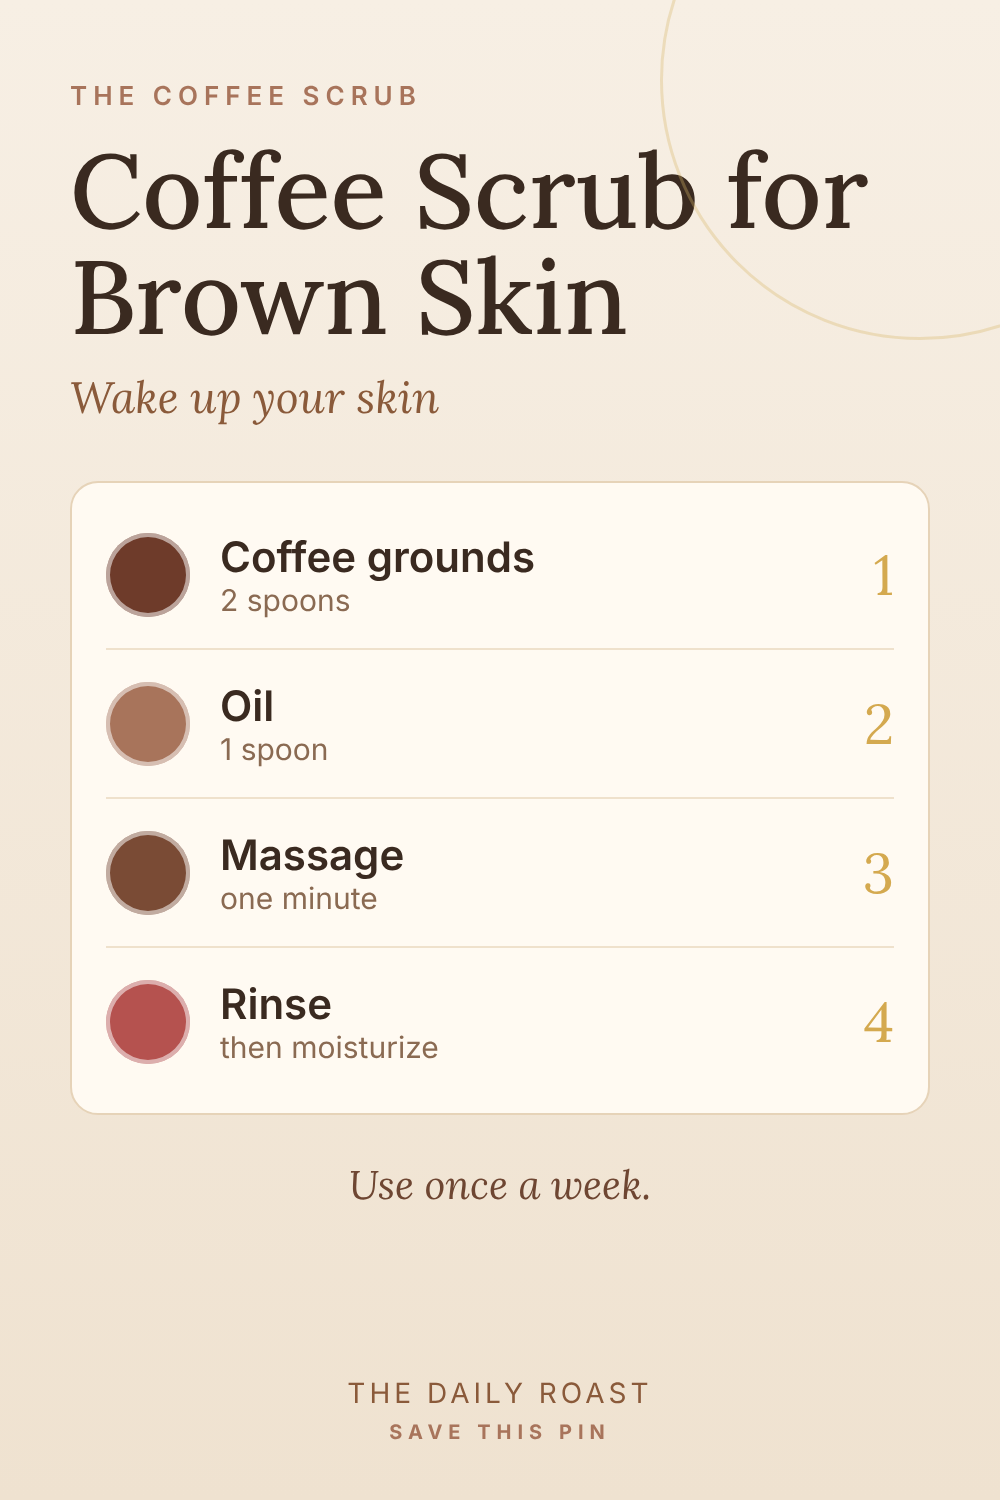 THE COFFEE SCRUB
Coffee Scrub for
Brown Skin
Wake up your skin
Coffee grounds
2 spoons
1
Oil
1 spoon
2
Massage
one minute
3
Rinse
then moisturize
4
Use once a week.
THE DAILY ROAST
SAVE THIS PIN